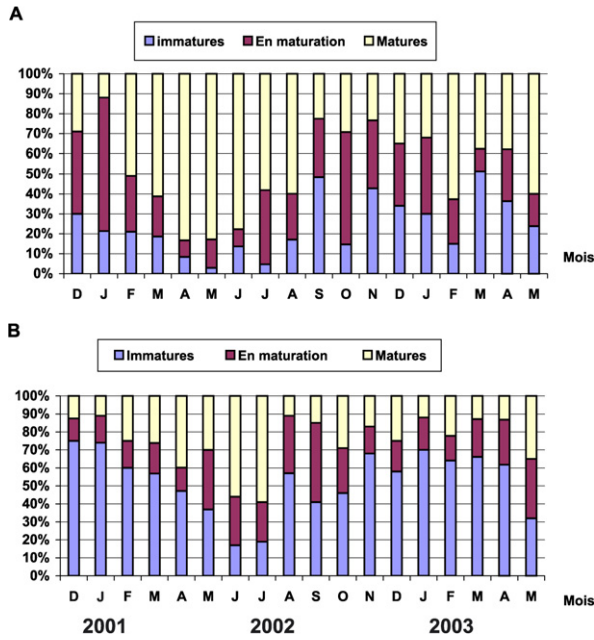 A
immatures En maturation Matures
100%
90%
80%
70%
60%
50%
40%
30%
20%
10%
0%
D J F M A M J J A S O N D J F M A M
Mois
B
Immatures En maturation Matures
100%
90%
80%
70%
60%
50%
40%
30%
20%
10%
0%
D J F M A M J J A S O N D J F M A M
Mois
2001 2002 2003